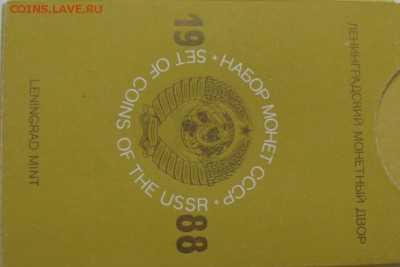 COINS.LAVE.RU
ЛЕНИНГРАДСКИЙ МОНЕТНЫЙ ДВОР
19 88
НАБОР МОНЕТ СССР *
SET OF COINS OF THE USSR *
LENINGRAD MINT